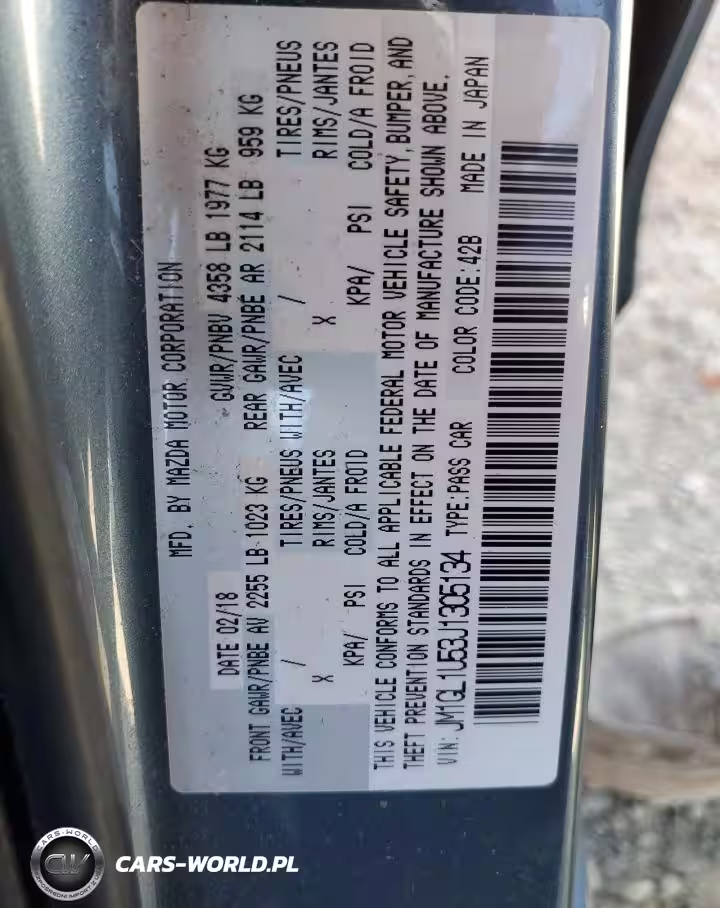 MFD. BY MAZDA MOTOR CORPORATION
DATE 02/18 GVWR/PNBV 4358 LB 1977 KG
FRONT GAWR/PNBE AV 2255 LB 1023 KG REAR GAWR/PNBE AR 2114 LB 959 KG
WITH/AVEC / TIRES/PNEUS WITH/AVEC / TIRES/PNEUS
X RIMS/JANTES X RIMS/JANTES
KPA/ PSI COLD/A FROID KPA/ PSI COLD/A FROID
THIS VEHICLE CONFORMS TO ALL APPLICABLE FEDERAL MOTOR VEHICLE SAFETY, BUMPER, AND
THEFT PREVENTION STANDARDS IN EFFECT ON THE DATE OF MANUFACTURE SHOWN ABOVE.
VIN: JM1GL1U53J1305134 TYPE: PASS CAR COLOR CODE: 42B MADE IN JAPAN
CARS-WORLD
CW
CARS-WORLD.PL